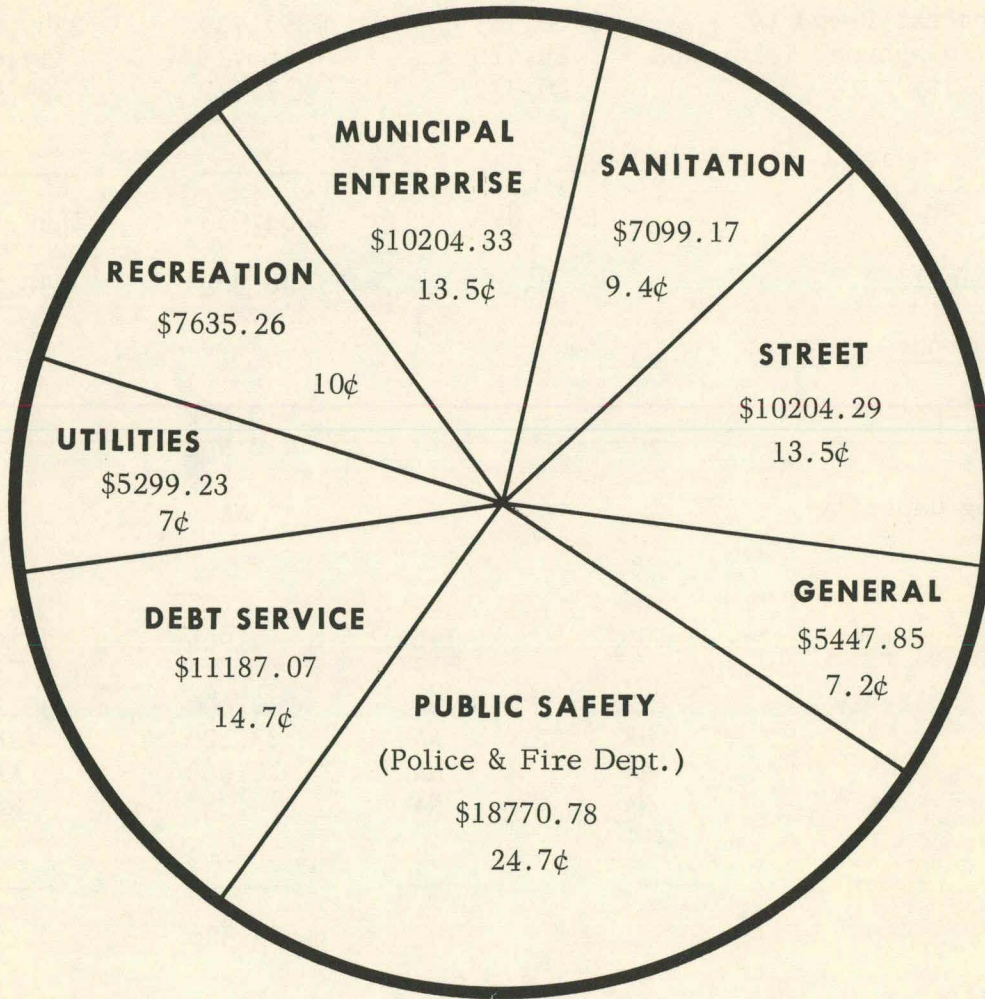 MUNICIPAL
ENTERPRISE
$10204.33
13.5¢
SANITATION
$7099.17
9.4¢
RECREATION
$7635.26
10¢
STREET
$10204.29
13.5¢
UTILITIES
$5299.23
7¢
GENERAL
$5447.85
7.2¢
DEBT SERVICE
$11187.07
14.7¢
PUBLIC SAFETY
(Police & Fire Dept.)
$18770.78
24.7¢